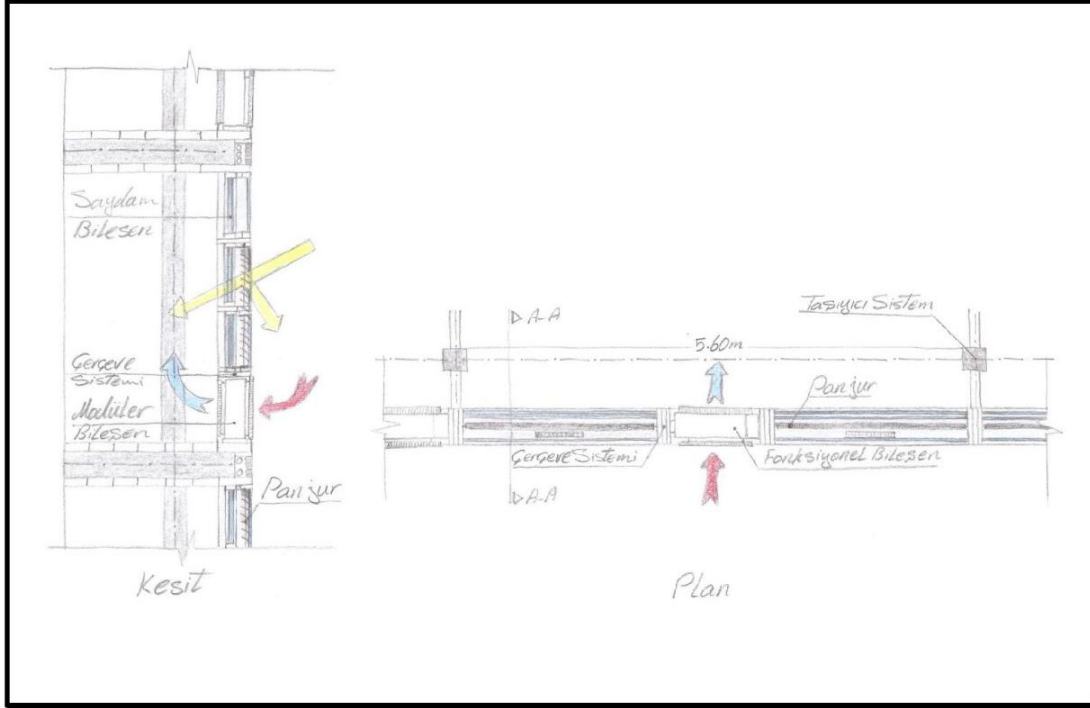 Saydam
Bileşen
Çerçeve
Sistemi
Modüler
Bileşen
Panjur
Kesit
A-A
5.60m
Taşıyıcı Sistem
Panjur
Çerçeve Sistemi
Fonksiyonel Bileşen
A-A
Plan